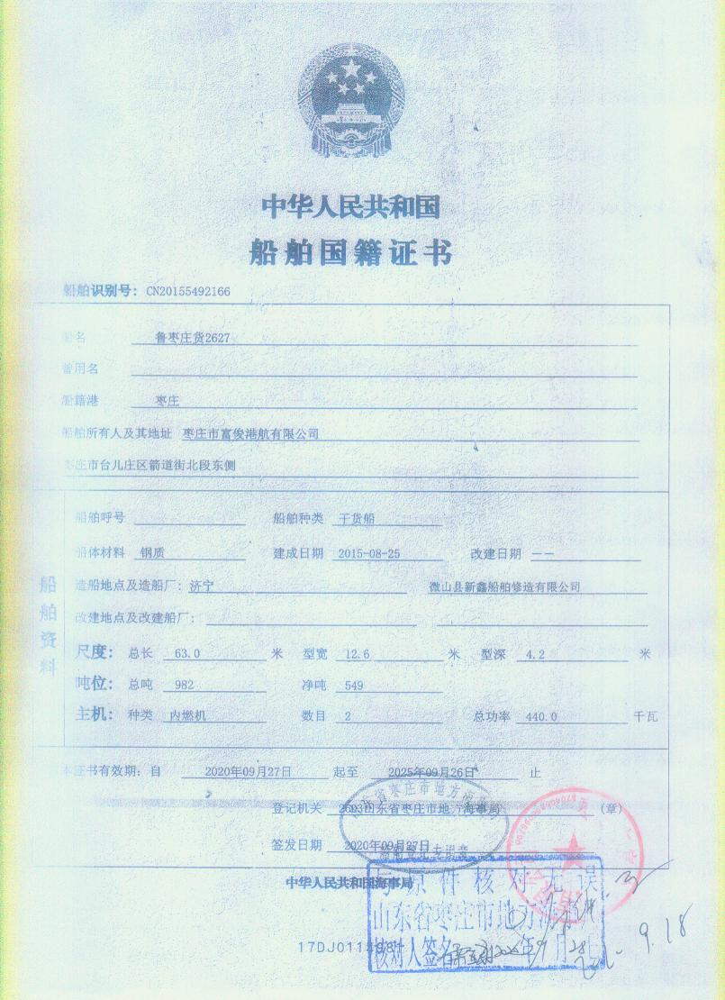 中华人民共和国
船舶国籍证书
船舶识别号: CN20155492166
船名 鲁枣庄货2627
曾用名
船籍港 枣庄
船舶所有人及其地址 枣庄市富俊港航有限公司
枣庄市台儿庄区箭道街北段东侧
船舶资料
船舶呼号 船舶种类 干货船
船体材料 钢质 建成日期 2015-08-25 改建日期 ——
造船地点及造船厂: 济宁 微山县新鑫船舶修造有限公司
改建地点及改建船厂:
尺度: 总长 63.0 米 型宽 12.6 米 型深 4.2 米
吨位: 总吨 982 净吨 549
主机: 种类 内燃机 数目 2 总功率 440.0 千瓦
本证书有效期: 自 2020年09月27日 起至 2025年09月26日 止
登记机关 2603山东省枣庄市地方海事局 (章)
签发日期 2020年09月27日
中华人民共和国海事局
与原件核对无误
山东省枣庄市地方海事
核对人签名
9.18
17DJ011